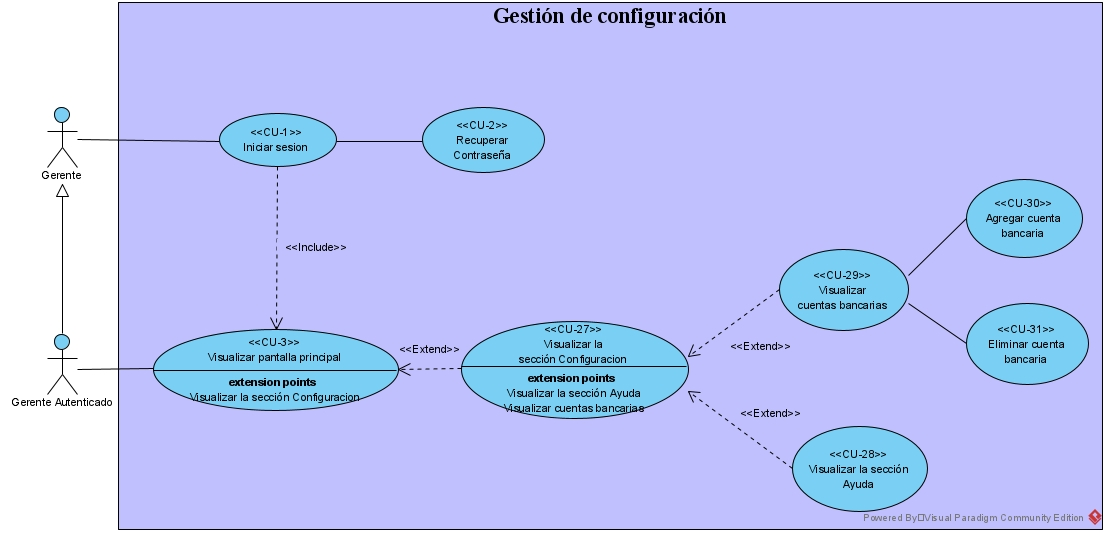 Gestión de configuración
Gerente
<<CU-1>>
Iniciar sesion
<<CU-2>>
Recuperar
Contraseña
<<Include>>
Gerente Autenticado
<<CU-3>>
Visualizar pantalla principal
extension points
Visualizar la sección Configuracion
<<Extend>>
<<CU-27>>
Visualizar la
sección Configuracion
extension points
Visualizar la sección Ayuda
Visualizar cuentas bancarias
<<Extend>>
<<CU-29>>
Visualizar
cuentas bancarias
<<CU-30>>
Agregar cuenta
bancaria
<<CU-31>>
Eliminar cuenta
bancaria
<<Extend>>
<<CU-28>>
Visualizar la sección
Ayuda
Powered By Visual Paradigm Community Edition